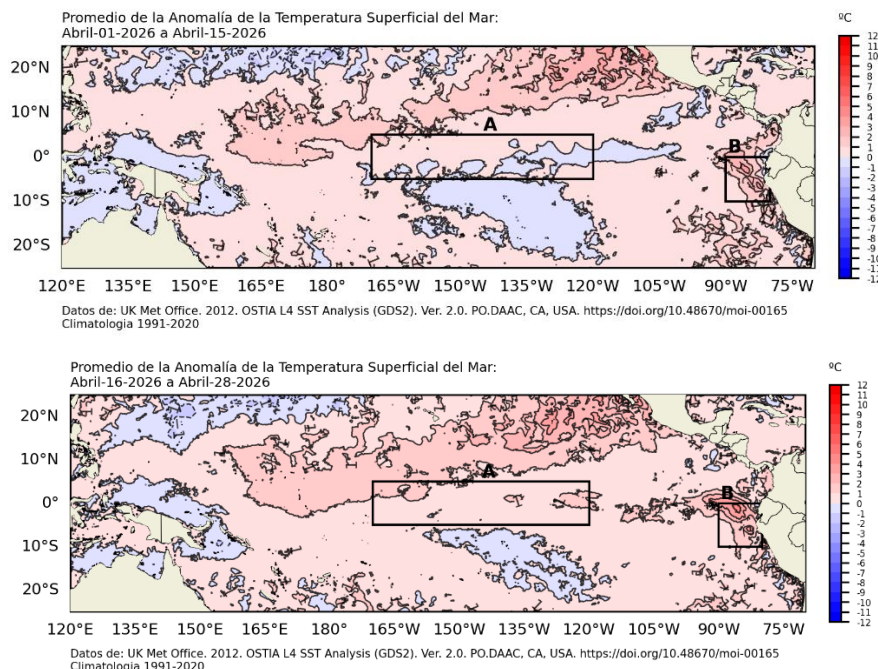 Promedio de la Anomalía de la Temperatura Superficial del Mar:
Abril-01-2026 a Abril-15-2026
ºC
20°N
10°N
0°
10°S
20°S
A
B
12
11
10
9
8
7
6
5
4
3
2
1
0
-1
-2
-3
-4
-5
-6
-7
-8
-9
-10
-11
-12
120°E 135°E 150°E 165°E 180° 165°W 150°W 135°W 120°W 105°W 90°W 75°W
Datos de: UK Met Office. 2012. OSTIA L4 SST Analysis (GDS2). Ver. 2.0. PO.DAAC, CA, USA. https://doi.org/10.48670/moi-00165
Climatologia 1991-2020
Promedio de la Anomalía de la Temperatura Superficial del Mar:
Abril-16-2026 a Abril-28-2026
ºC
20°N
10°N
0°
10°S
20°S
A
B
12
11
10
9
8
7
6
5
4
3
2
1
0
-1
-2
-3
-4
-5
-6
-7
-8
-9
-10
-11
-12
120°E 135°E 150°E 165°E 180° 165°W 150°W 135°W 120°W 105°W 90°W 75°W
Datos de: UK Met Office. 2012. OSTIA L4 SST Analysis (GDS2). Ver. 2.0. PO.DAAC, CA, USA. https://doi.org/10.48670/moi-00165
Climatologia 1991-2020